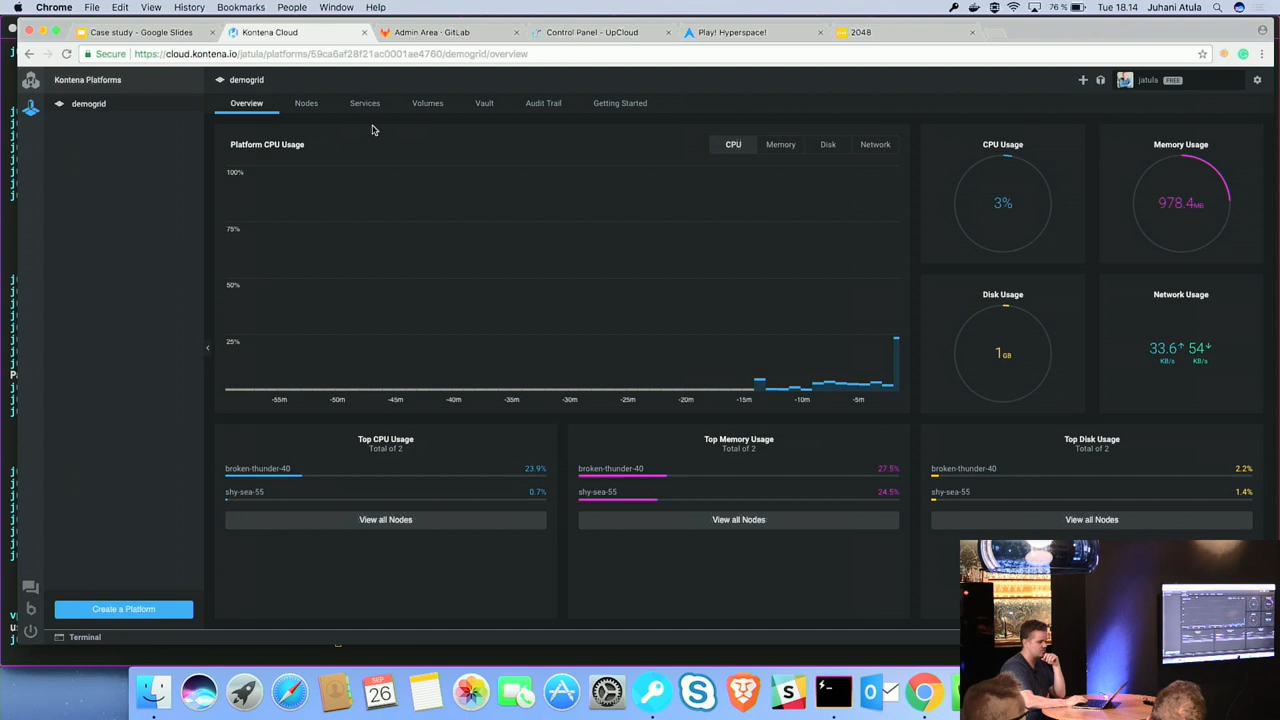 Chrome File Edit View History Bookmarks People Window Help
76 % Tue 18.14 Juhani Atula
Case study - Google Slides
Kontena Cloud
Admin Area · GitLab
Control Panel - UpCloud
Play! Hyperspace!
2048
Secure https://cloud.kontena.io/jatula/platforms/59ca6af28f21ac0001ae4760/demogrid/overview
Kontena Platforms
demogrid
jatula FREE
demogrid
Overview Nodes Services Volumes Vault Audit Trail Getting Started
Platform CPU Usage
CPU Memory Disk Network
100%
75%
50%
25%
-55m -50m -45m -40m -35m -30m -25m -20m -15m -10m -5m
CPU Usage
3%
Memory Usage
978.4MB
Disk Usage
1GB
Network Usage
33.6↑ 54↓
KB/s KB/s
Top CPU Usage
Total of 2
broken-thunder-40 23.9%
shy-sea-55 0.7%
View all Nodes
Top Memory Usage
Total of 2
broken-thunder-40 27.5%
shy-sea-55 24.5%
View all Nodes
Top Disk Usage
Total of 2
broken-thunder-40 2.2%
shy-sea-55 1.4%
View all Nodes
Create a Platform
Terminal
SEP
26